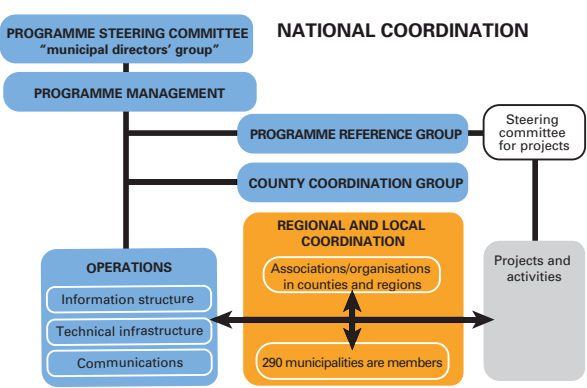 PROGRAMME STEERING COMMITTEE
“municipal directors’ group”
NATIONAL COORDINATION
PROGRAMME MANAGEMENT
PROGRAMME REFERENCE GROUP
Steering
committee
for projects
COUNTY COORDINATION GROUP
REGIONAL AND LOCAL
COORDINATION
OPERATIONS
Information structure
Technical infrastructure
Communications
Associations/organisations
in counties and regions
290 municipalities are members
Projects and
activities